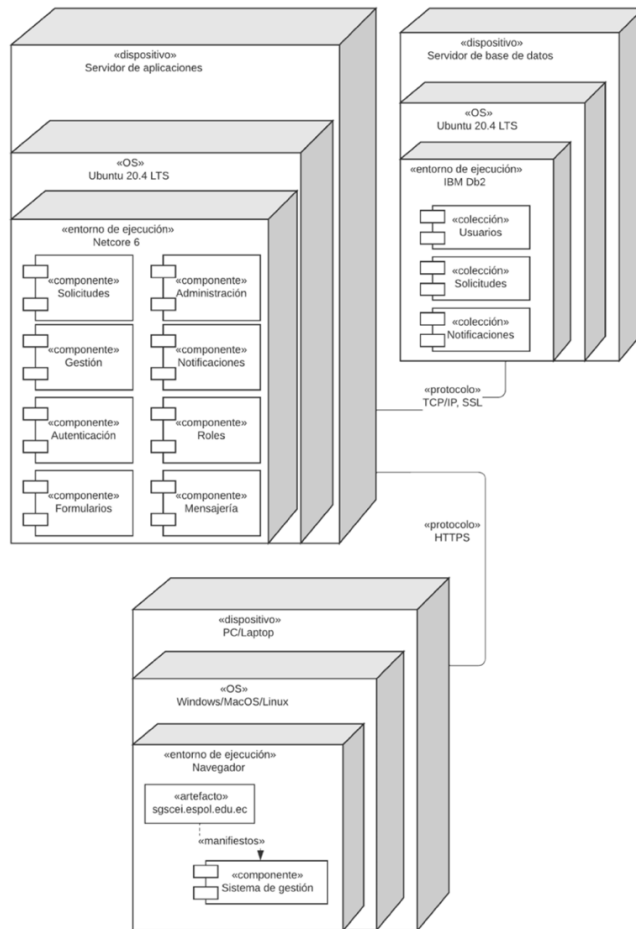 «dispositivo»
Servidor de aplicaciones
«OS»
Ubuntu 20.4 LTS
«entorno de ejecución»
Netcore 6
«componente»
Solicitudes
«componente»
Administración
«componente»
Gestión
«componente»
Notificaciones
«componente»
Autenticación
«componente»
Roles
«componente»
Formularios
«componente»
Mensajería
«dispositivo»
Servidor de base de datos
«OS»
Ubuntu 20.4 LTS
«entorno de ejecución»
IBM Db2
«colección»
Usuarios
«colección»
Solicitudes
«colección»
Notificaciones
«protocolo»
TCP/IP, SSL
«protocolo»
HTTPS
«dispositivo»
PC/Laptop
«OS»
Windows/MacOS/Linux
«entorno de ejecución»
Navegador
«artefacto»
sgscei.espol.edu.ec
«manifiestos»
«componente»
Sistema de gestión